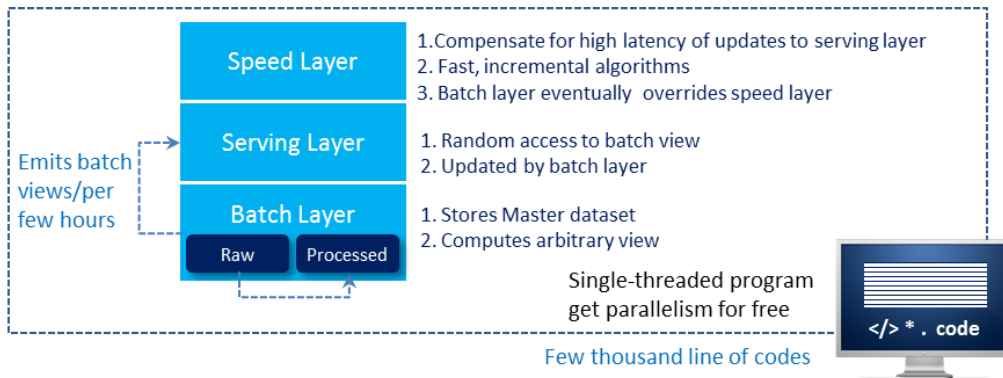 Speed Layer
1.Compensate for high latency of updates to serving layer
2. Fast, incremental algorithms
3. Batch layer eventually overrides speed layer
Serving Layer
1. Random access to batch view
2. Updated by batch layer
Emits batch
views/per
few hours
Batch Layer
Raw
Processed
1. Stores Master dataset
2. Computes arbitrary view
Single-threaded program
get parallelism for free
</> * . code
Few thousand line of codes